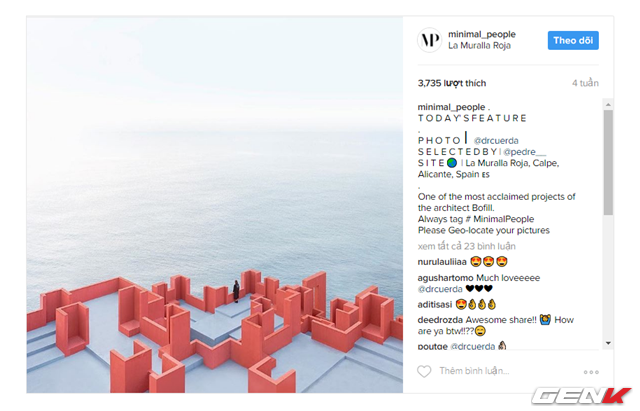 minimal_people
La Muralla Roja
Theo dõi
3,735 lượt thích
4 tuần
minimal_people .
T O D A Y ' S F E A T U R E
.
P H O T O | @drcuerda
S E L E C T E D B Y | @pedre__
S I T E 🌍 | La Muralla Roja, Calpe,
Alicante, Spain ᴇs
.
One of the most acclaimed projects of
the architect Bofill.
Always tag # MinimalPeople
Please Geo-locate your pictures
xem tất cả 23 bình luận
nurulauliiaa 😍😍😍
agushartomo Much loveeeee
@drcuerda ♥♥♥
aditisasi 😍👌👌👌
deedrozda Awesome share!! 🙆 How
are ya btw!!??😄
poutge @drcuerda 👌
Thêm bình luận...
GENK